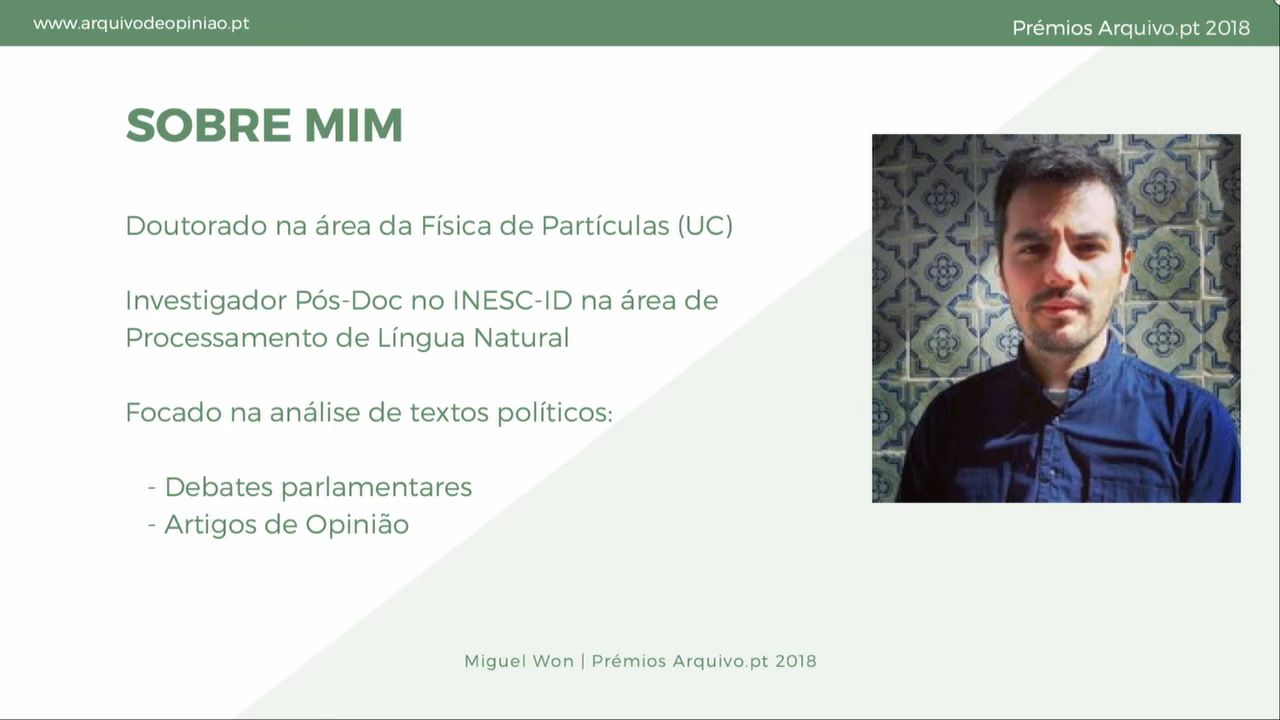 www.arquivodeopiniao.pt
Prémios Arquivo.pt 2018
SOBRE MIM
Doutorado na área da Física de Partículas (UC)
Investigador Pós-Doc no INESC-ID na área de
Processamento de Língua Natural
Focado na análise de textos políticos:
- Debates parlamentares
- Artigos de Opinião
Miguel Won | Prémios Arquivo.pt 2018